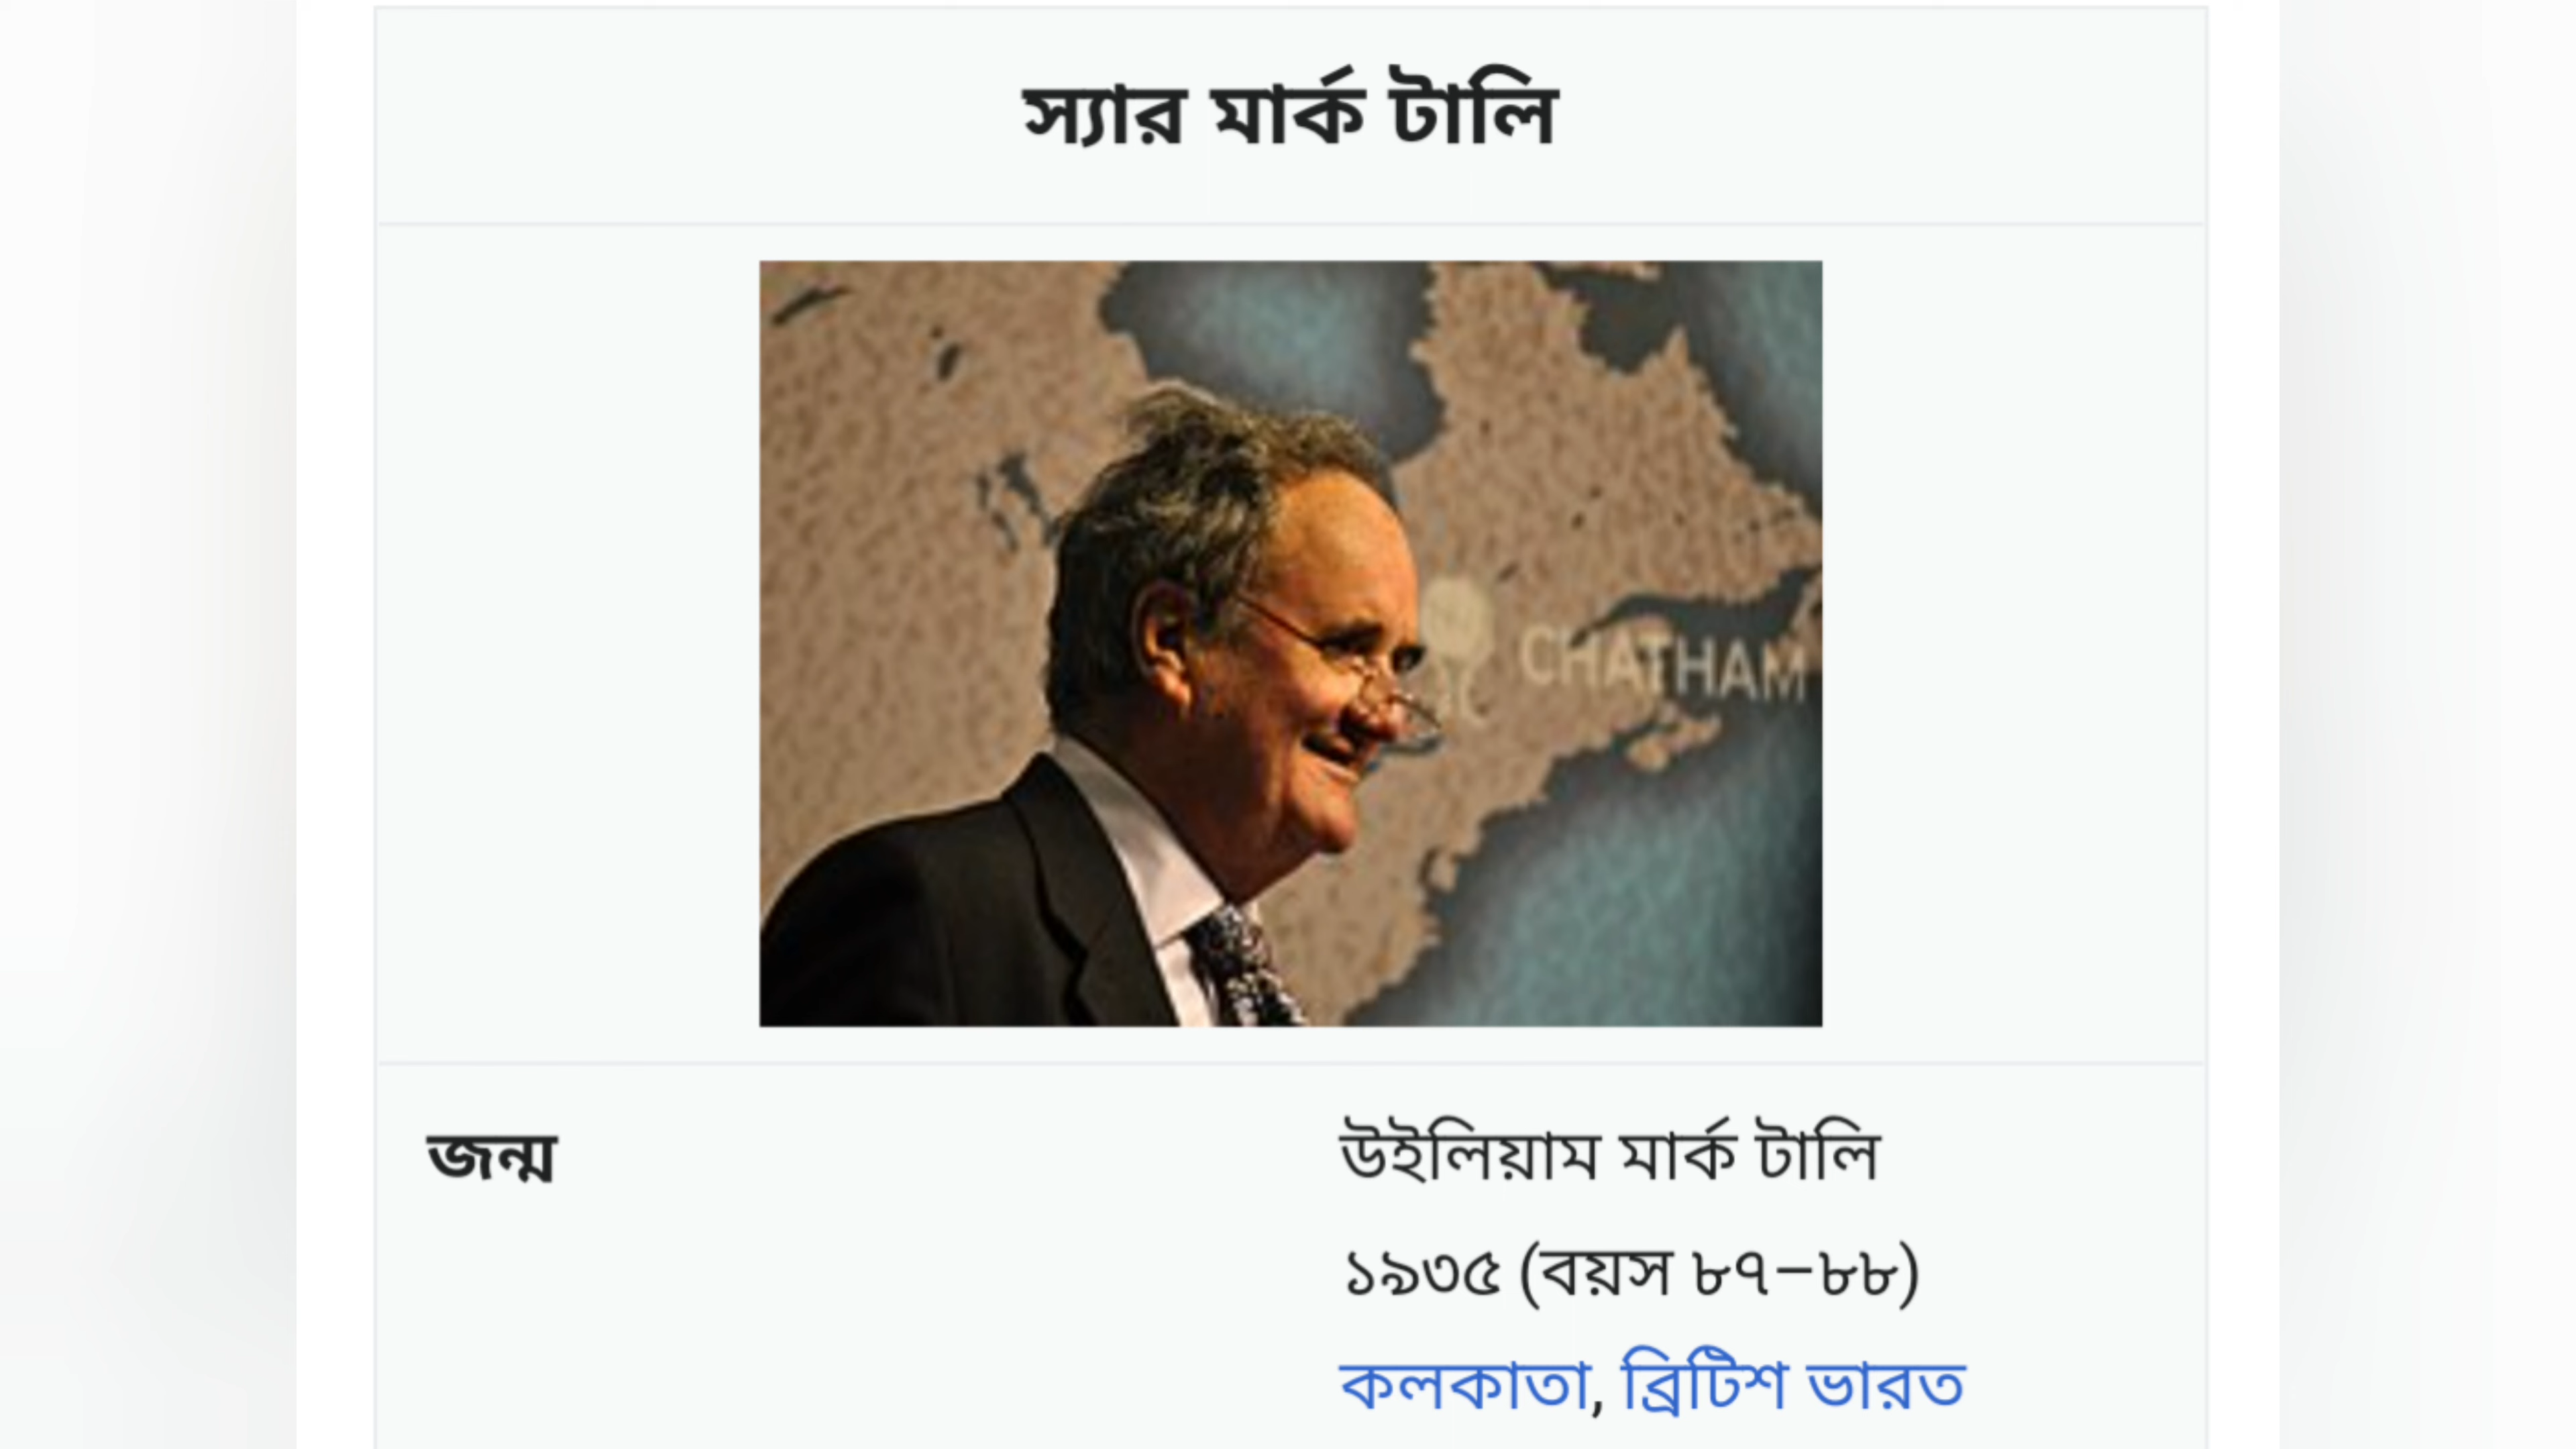 স্যার মার্ক টালি
CHATHAM
জন্ম
উইলিয়াম মার্ক টালি
১৯৩৫ (বয়স ৮৭–৮৮)
কলকাতা, ব্রিটিশ ভারত